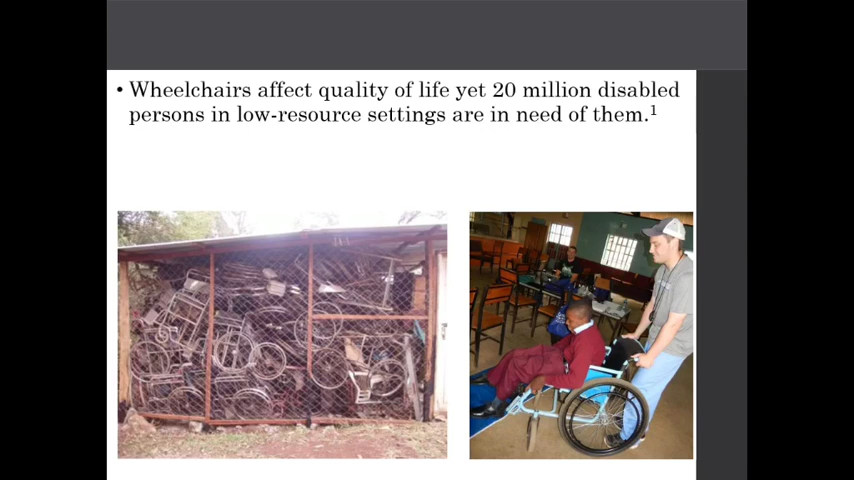 • Wheelchairs affect quality of life yet 20 million disabled
persons in low-resource settings are in need of them.¹